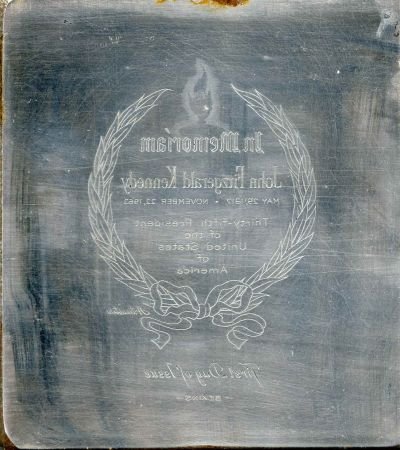 In Memoriam
John Fitzgerald Kennedy
MAY 29, 1917 • NOVEMBER 22, 1963
Thirty-fifth President
of the
United States
of
America
First Day of Issue
- BEKINS -